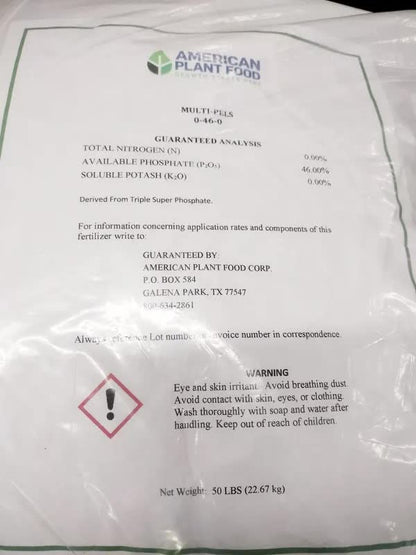 AMERICAN
PLANT FOOD
MULTI-PELS
0-46-0
GUARANTEED ANALYSIS
TOTAL NITROGEN (N) 0.00%
AVAILABLE PHOSPHATE (P₂O₅) 46.00%
SOLUBLE POTASH (K₂O) 0.00%
Derived From Triple Super Phosphate.
For information concerning application rates and components of this
fertilizer write to:
GUARANTEED BY:
AMERICAN PLANT FOOD CORP.
P.O. BOX 584
GALENA PARK, TX 77547
800-634-2861
Always reference Lot number invoice number in correspondence.
WARNING
Eye and skin irritant. Avoid breathing dust.
Avoid contact with skin, eyes, or clothing.
Wash thoroughly with soap and water after
handling. Keep out of reach of children.
Net Weight: 50 LBS (22.67 kg)